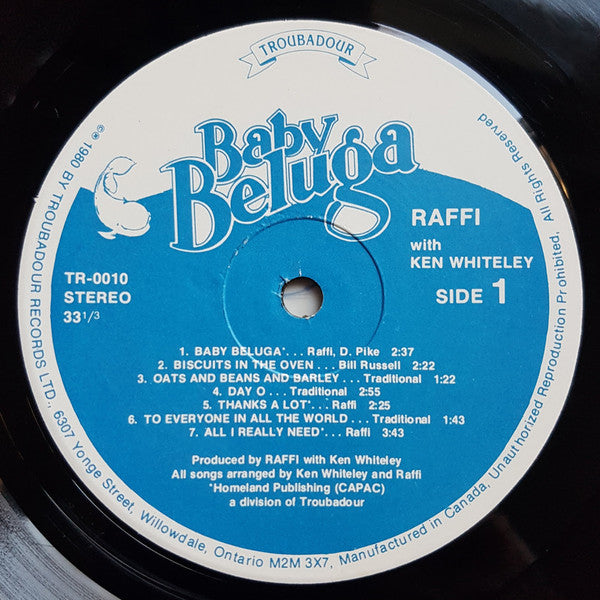 TROUBADOUR
Baby
Beluga
RAFFI
with
KEN WHITELEY
TR-0010
STEREO
33 1/3
SIDE 1
1. BABY BELUGA* . . . Raffi, D. Pike 2:37
2. BISCUITS IN THE OVEN . . . Bill Russell 2:22
3. OATS AND BEANS AND BARLEY . . . Traditional 1:22
4. DAY O . . . Traditional 2:55
5. THANKS A LOT* . . . Raffi 2:25
6. TO EVERYONE IN ALL THE WORLD . . . Traditional 1:43
7. ALL I REALLY NEED* . . . Raffi 3:43
Produced by RAFFI with Ken Whiteley
All songs arranged by Ken Whiteley and Raffi
*Homeland Publishing (CAPAC)
a division of Troubadour
©℗ 1980 BY TROUBADOUR RECORDS LTD., 6307 Yonge Street, Willowdale, Ontario M2M 3X7, Manufactured in Canada, Unauthorized Reproduction Prohibited, All Rights Reserved